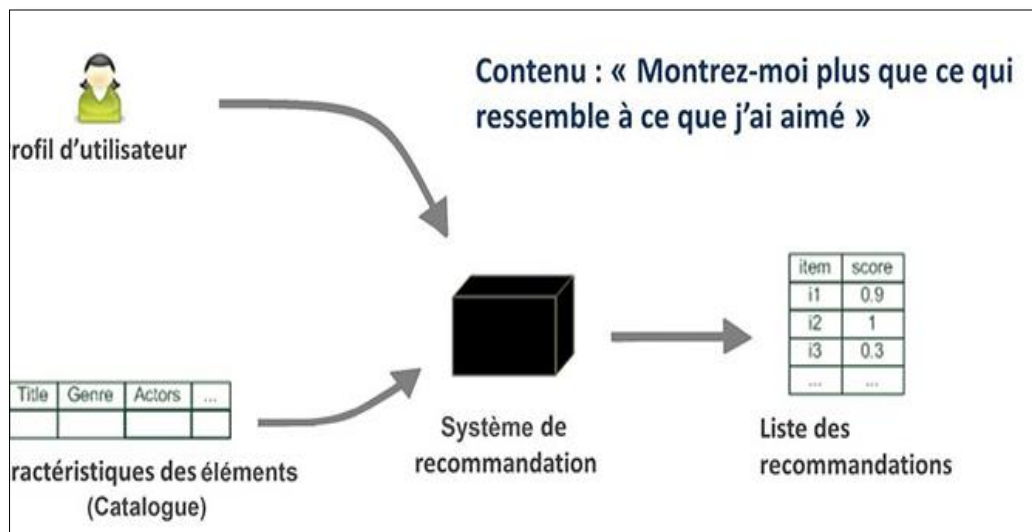 Contenu : « Montrez-moi plus que ce qui
ressemble à ce que j'ai aimé »
rofil d'utilisateur
item score
i1 0.9
i2 1
i3 0.3
... ...
Title Genre Actors ...
Système de
recommandation
Liste des
recommandations
ractéristiques des éléments
(Catalogue)